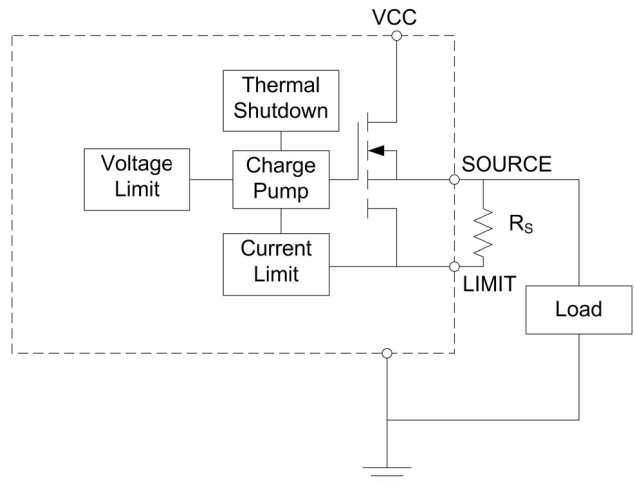 VCC
Thermal
Shutdown
Voltage
Limit
Charge
Pump
SOURCE
Current
Limit
RS
LIMIT
Load